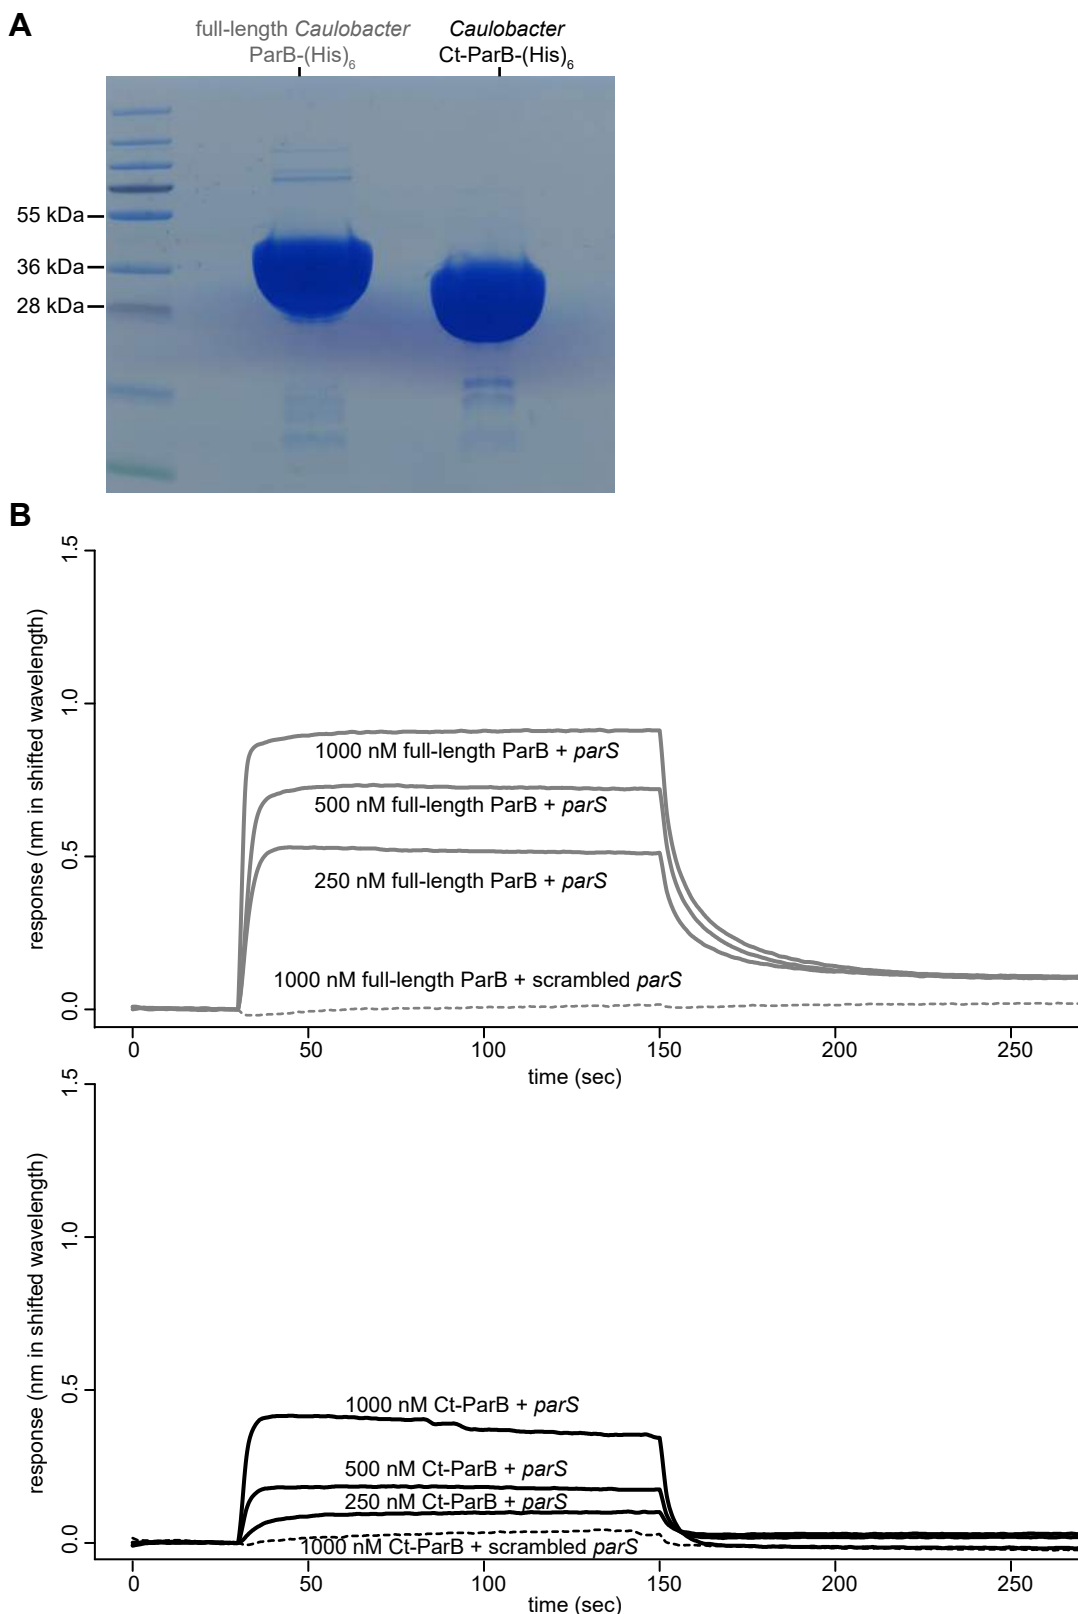 A
full-length Caulobacter
ParB-(His)6
Caulobacter
Ct-ParB-(His)6
55 kDa
36 kDa
28 kDa
B
response (nm in shifted wavelength)
1.5
1.0
0.5
0.0
1000 nM full-length ParB + parS
500 nM full-length ParB + parS
250 nM full-length ParB + parS
1000 nM full-length ParB + scrambled parS
0 50 100 150 200 250
time (sec)
response (nm in shifted wavelength)
1.5
1.0
0.5
0.0
1000 nM Ct-ParB + parS
500 nM Ct-ParB + parS
250 nM Ct-ParB + parS
1000 nM Ct-ParB + scrambled parS
0 50 100 150 200 250
time (sec)